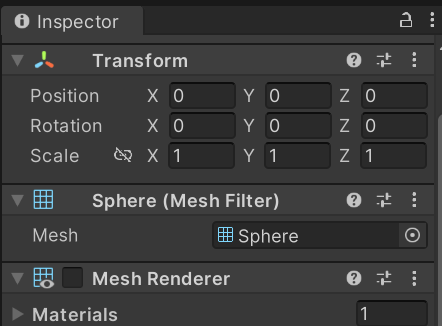 Inspector
Transform
Position X 0 Y 0 Z 0
Rotation X 0 Y 0 Z 0
Scale X 1 Y 1 Z 1
Sphere (Mesh Filter)
Mesh Sphere
Mesh Renderer
Materials 1